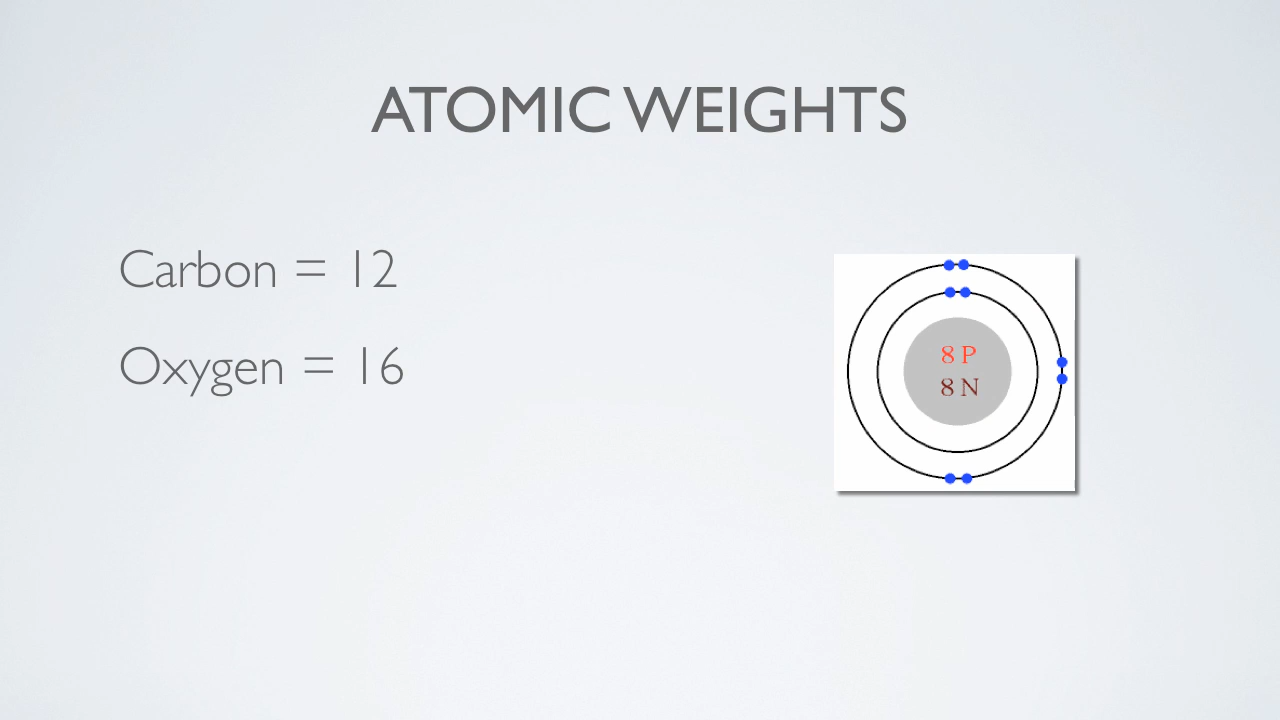 ATOMIC WEIGHTS
Carbon = 12
Oxygen = 16
8 P
8 N